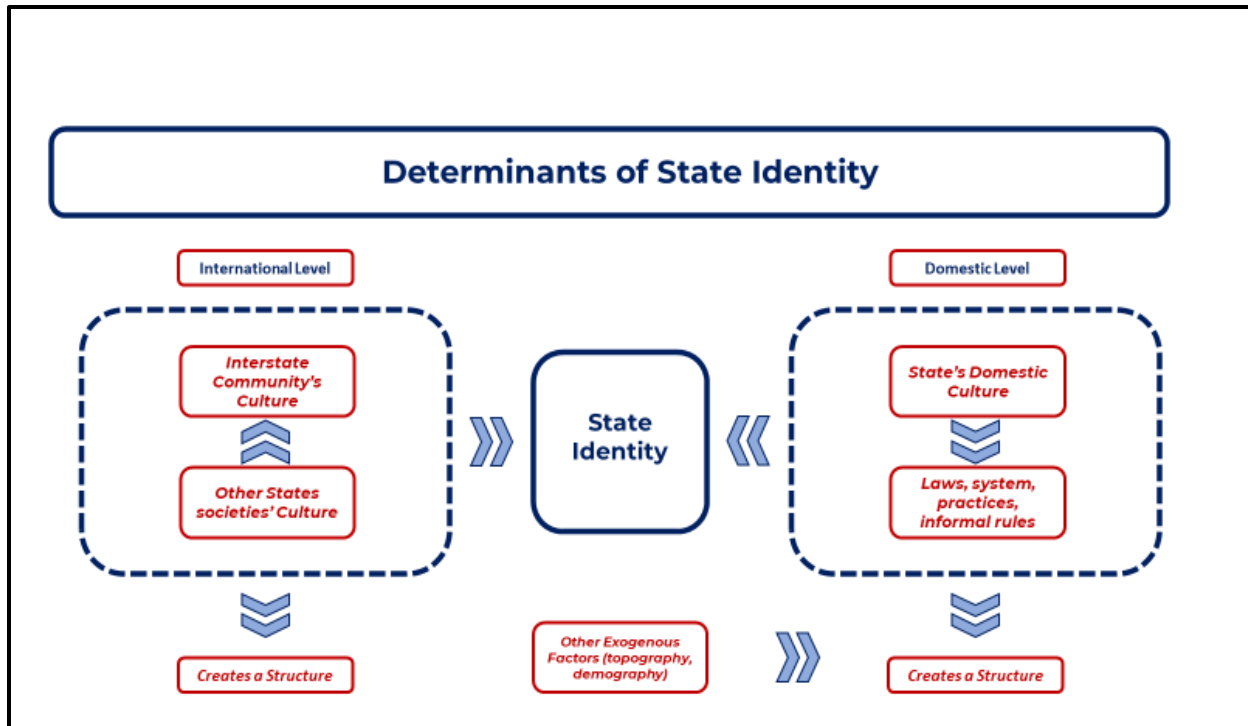 Determinants of State Identity
International Level
Domestic Level
Interstate
Community's
Culture
Other States
societies' Culture
State
Identity
State's Domestic
Culture
Laws, system,
practices,
informal rules
Creates a Structure
Other Exogenous
Factors (topography,
demography)
Creates a Structure